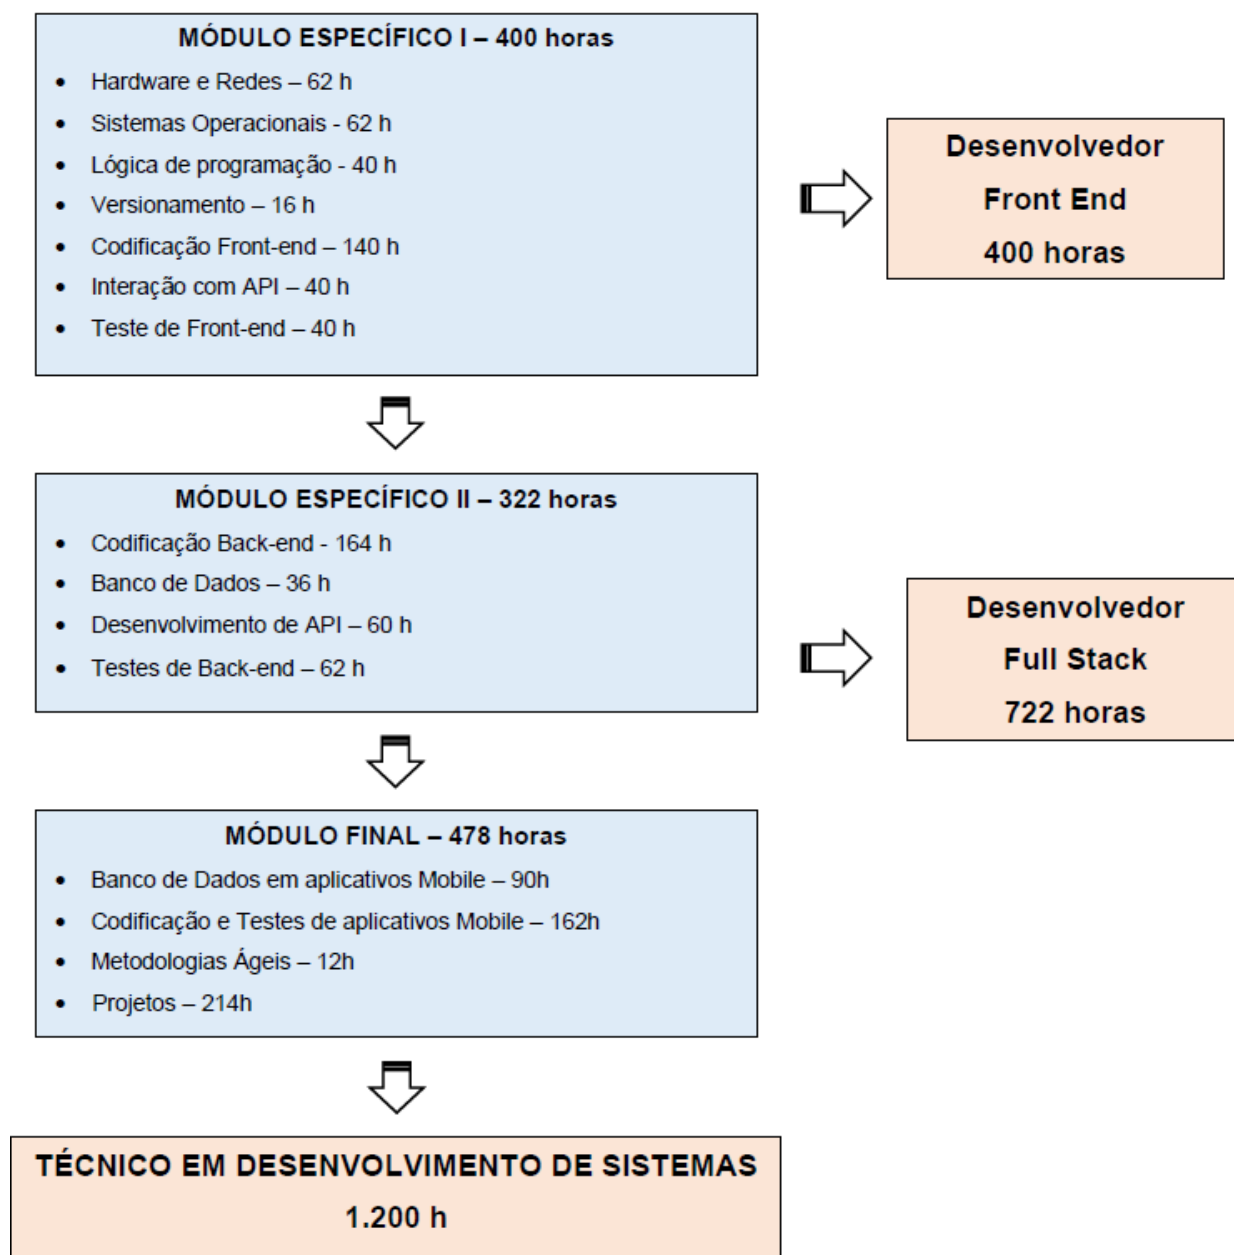 MÓDULO ESPECÍFICO I – 400 horas
• Hardware e Redes – 62 h
• Sistemas Operacionais - 62 h
• Lógica de programação - 40 h
• Versionamento – 16 h
• Codificação Front-end – 140 h
• Interação com API – 40 h
• Teste de Front-end – 40 h
Desenvolvedor
Front End
400 horas
MÓDULO ESPECÍFICO II – 322 horas
• Codificação Back-end - 164 h
• Banco de Dados – 36 h
• Desenvolvimento de API – 60 h
• Testes de Back-end – 62 h
Desenvolvedor
Full Stack
722 horas
MÓDULO FINAL – 478 horas
• Banco de Dados em aplicativos Mobile – 90h
• Codificação e Testes de aplicativos Mobile – 162h
• Metodologias Ágeis – 12h
• Projetos – 214h
TÉCNICO EM DESENVOLVIMENTO DE SISTEMAS
1.200 h